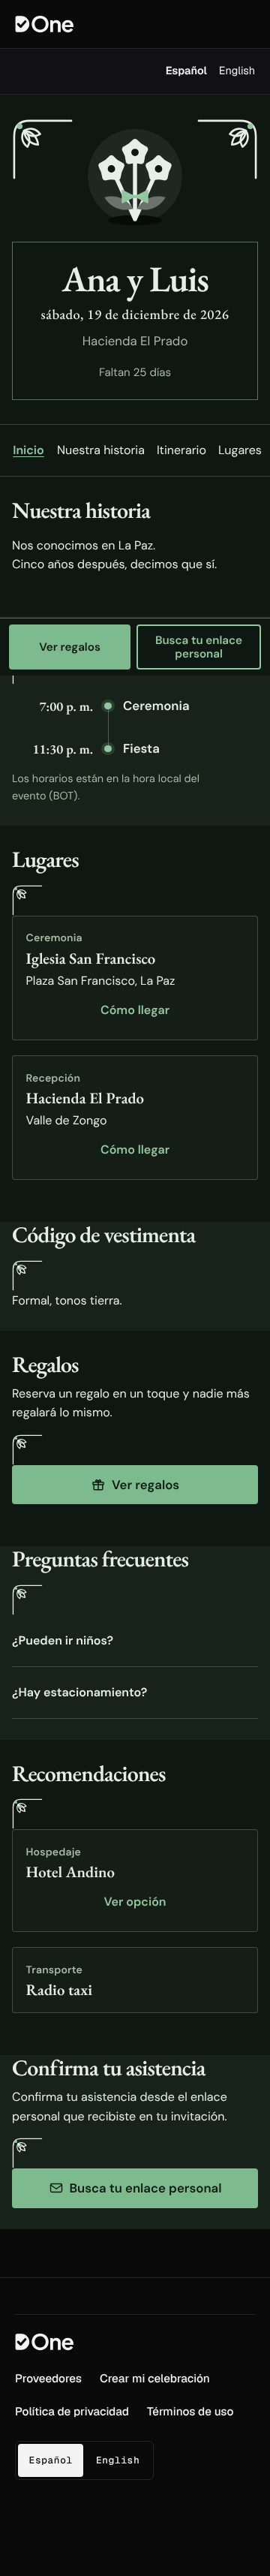 One
Español English
Ana y Luis
sábado, 19 de diciembre de 2026
Hacienda El Prado
Faltan 25 días
Inicio Nuestra historia Itinerario Lugares
Nuestra historia
Nos conocimos en La Paz.
Cinco años después, decimos que sí.
Ver regalos
Busca tu enlace
personal
7:00 p. m. Ceremonia
11:30 p. m. Fiesta
Los horarios están en la hora local del
evento (BOT).
Lugares
Ceremonia
Iglesia San Francisco
Plaza San Francisco, La Paz
Cómo llegar
Recepción
Hacienda El Prado
Valle de Zongo
Cómo llegar
Código de vestimenta
Formal, tonos tierra.
Regalos
Reserva un regalo en un toque y nadie más
regalará lo mismo.
Ver regalos
Preguntas frecuentes
¿Pueden ir niños?
¿Hay estacionamiento?
Recomendaciones
Hospedaje
Hotel Andino
Ver opción
Transporte
Radio taxi
Confirma tu asistencia
Confirma tu asistencia desde el enlace
personal que recibiste en tu invitación.
Busca tu enlace personal
One
Proveedores Crear mi celebración
Política de privacidad Términos de uso
Español English